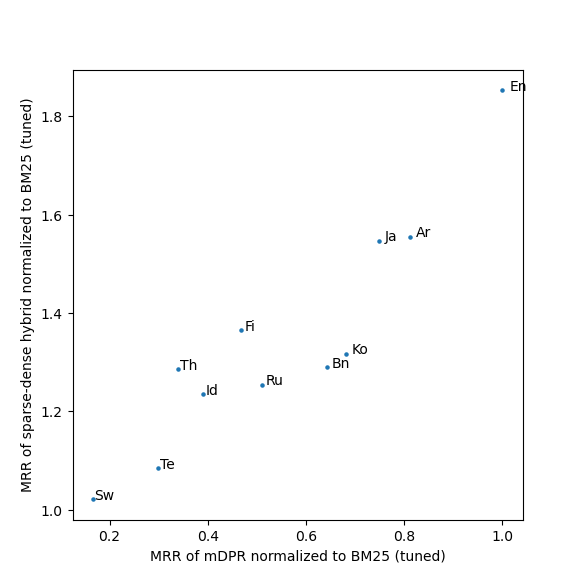 MRR of sparse-dense hybrid normalized to BM25 (tuned)
1.8
1.6
1.4
1.2
1.0
En
Ja
Ar
Fi
Ko
Th
Bn
Ru
Id
Te
Sw
0.2
0.4
0.6
0.8
1.0
MRR of mDPR normalized to BM25 (tuned)